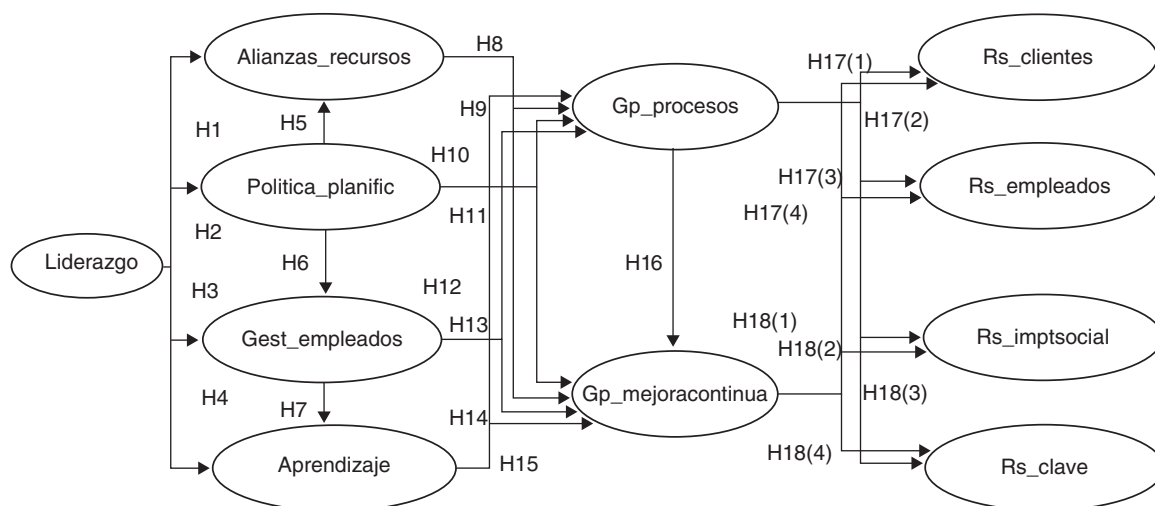 Alianzas_recursos
H8
H17(1)
Rs_clientes
H9
Gp_procesos
H1
H5
H17(2)
H10
Politica_planific
H17(3)
Rs_empleados
H11
H17(4)
H2
Liderazgo
H6
H16
H3
H12
H13
H18(1)
Gest_empleados
H18(2)
Rs_imptsocial
Gp_mejoracontinua
H18(3)
H4
H7
H14
H18(4)
Aprendizaje
H15
Rs_clave